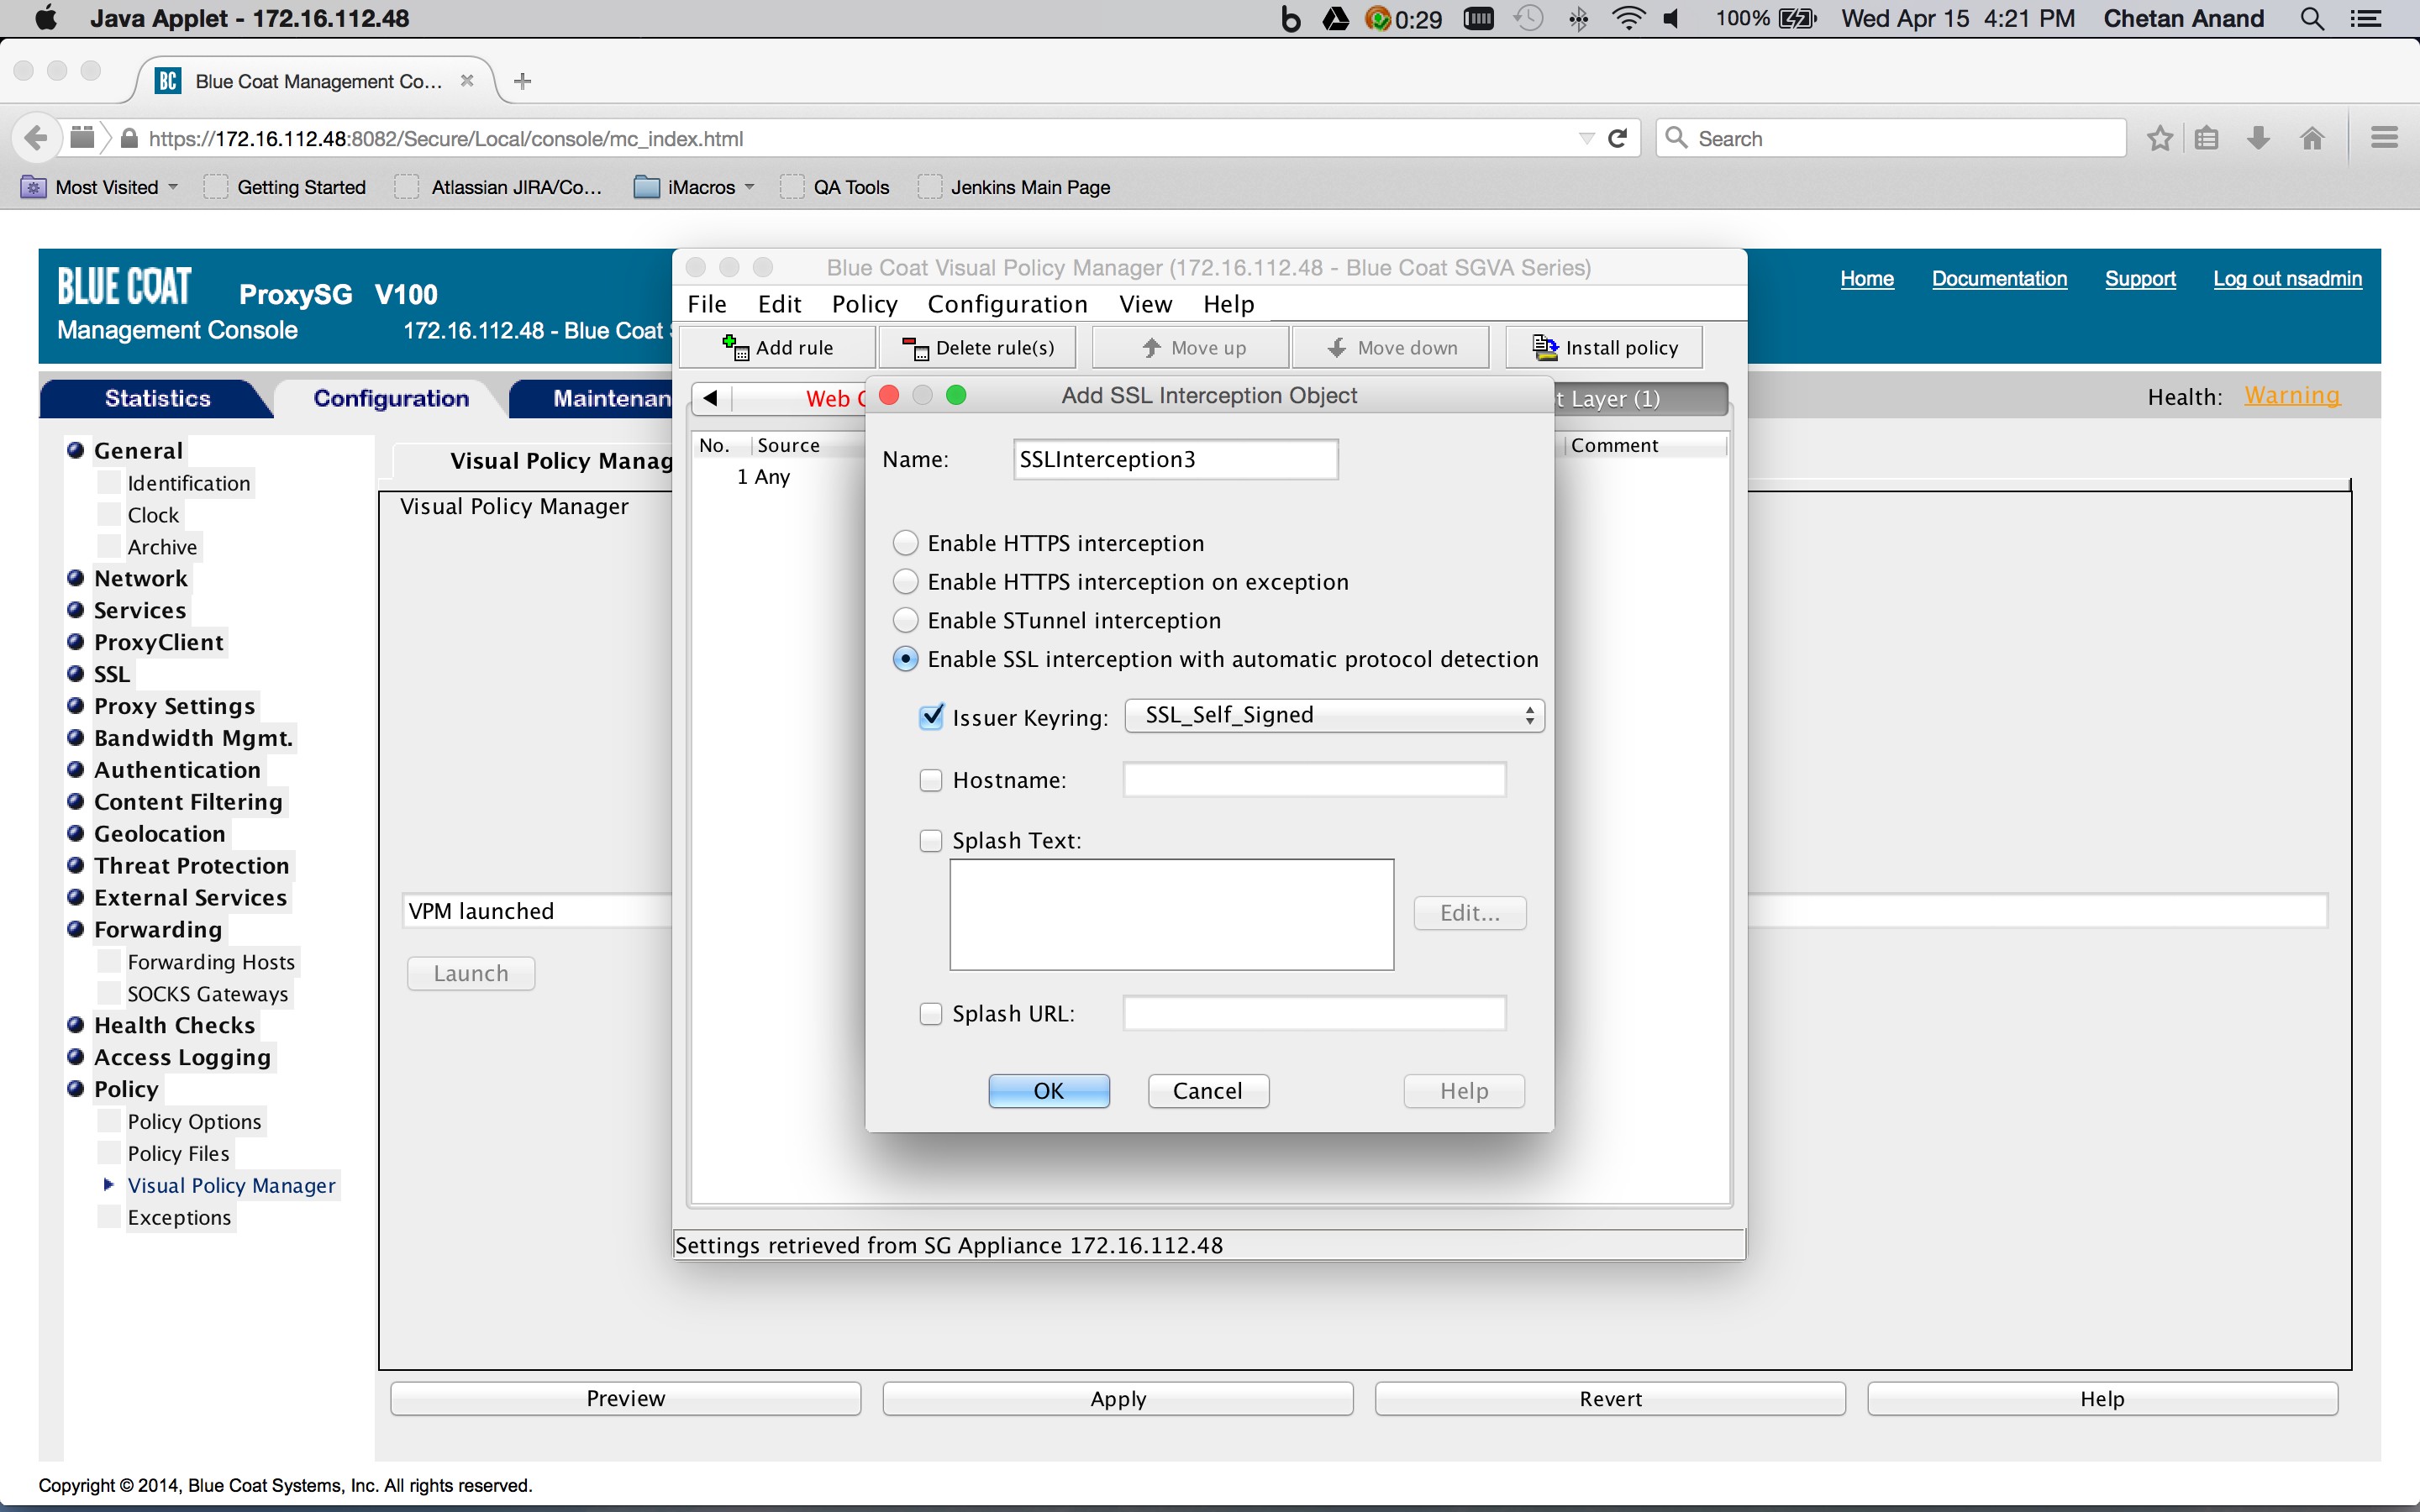 Java Applet - 172.16.112.48
0:29
100%
Wed Apr 15 4:21 PM
Chetan Anand
BC
Blue Coat Management Co...
https://172.16.112.48:8082/Secure/Local/console/mc_index.html
Search
Most Visited
Getting Started
Atlassian JIRA/Co...
iMacros
QA Tools
Jenkins Main Page
BLUE COAT
ProxySG V100
Management Console
172.16.112.48 - Blue Coat
Home
Documentation
Support
Log out nsadmin
Statistics
Configuration
Maintenan
Health: Warning
General
Identification
Clock
Archive
Network
Services
ProxyClient
SSL
Proxy Settings
Bandwidth Mgmt.
Authentication
Content Filtering
Geolocation
Threat Protection
External Services
Forwarding
Forwarding Hosts
SOCKS Gateways
Health Checks
Access Logging
Policy
Policy Options
Policy Files
Visual Policy Manager
Exceptions
Visual Policy Manag
Visual Policy Manager
VPM launched
Launch
Blue Coat Visual Policy Manager (172.16.112.48 - Blue Coat SGVA Series)
File
Edit
Policy
Configuration
View
Help
Add rule
Delete rule(s)
Move up
Move down
Install policy
Web
t Layer (1)
No.
Source
Comment
1 Any
Add SSL Interception Object
Name:
SSLInterception3
Enable HTTPS interception
Enable HTTPS interception on exception
Enable STunnel interception
Enable SSL interception with automatic protocol detection
Issuer Keyring:
SSL_Self_Signed
Hostname:
Splash Text:
Edit...
Splash URL:
OK
Cancel
Help
Settings retrieved from SG Appliance 172.16.112.48
Preview
Apply
Revert
Help
Copyright © 2014, Blue Coat Systems, Inc. All rights reserved.